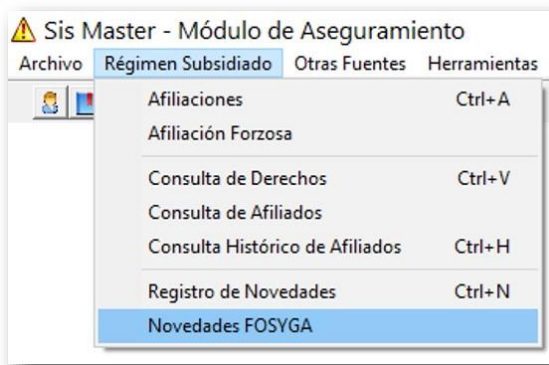 Sis Master - Módulo de Aseguramiento
Archivo Régimen Subsidiado Otras Fuentes Herramientas
Afiliaciones Ctrl+A
Afiliación Forzosa
Consulta de Derechos Ctrl+V
Consulta de Afiliados
Consulta Histórico de Afiliados Ctrl+H
Registro de Novedades Ctrl+N
Novedades FOSYGA